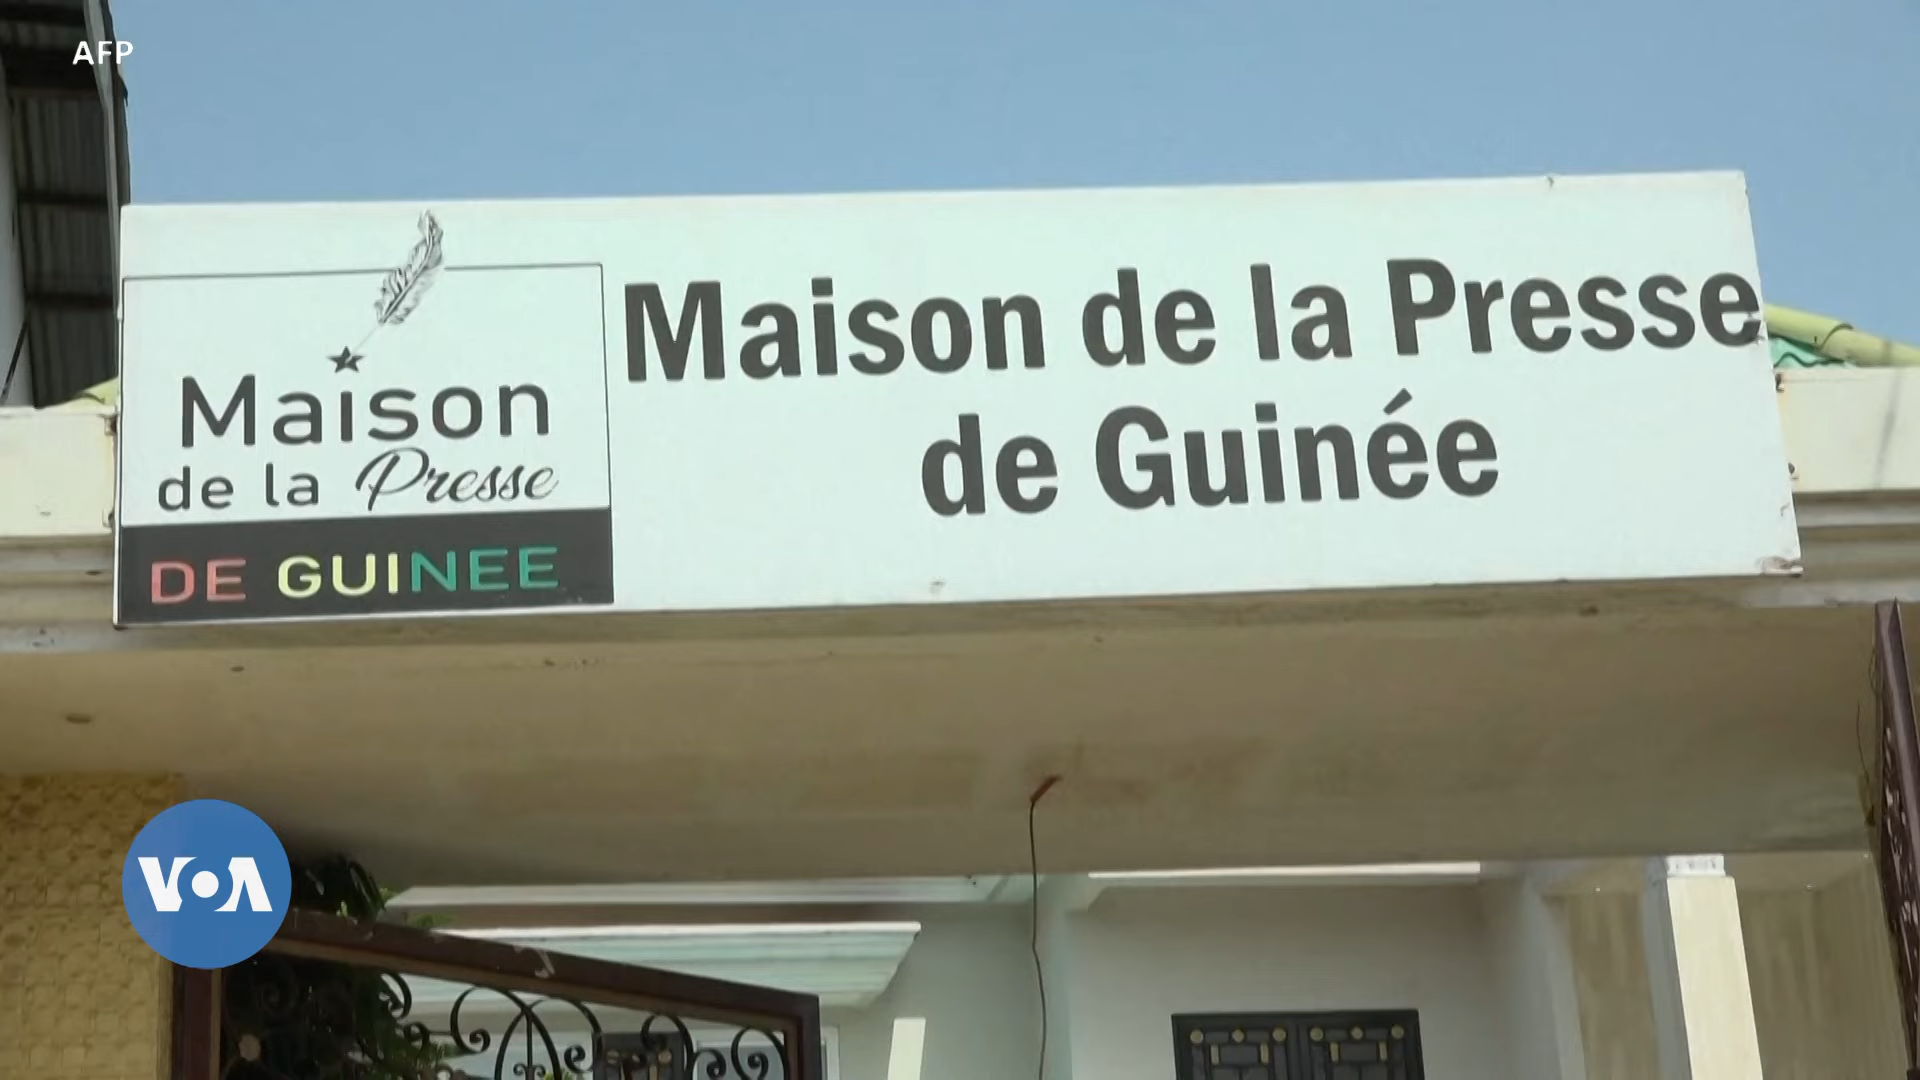 AFP
Maison de la Presse
de Guinée
Maison
de la Presse
DE GUINEE
VOA